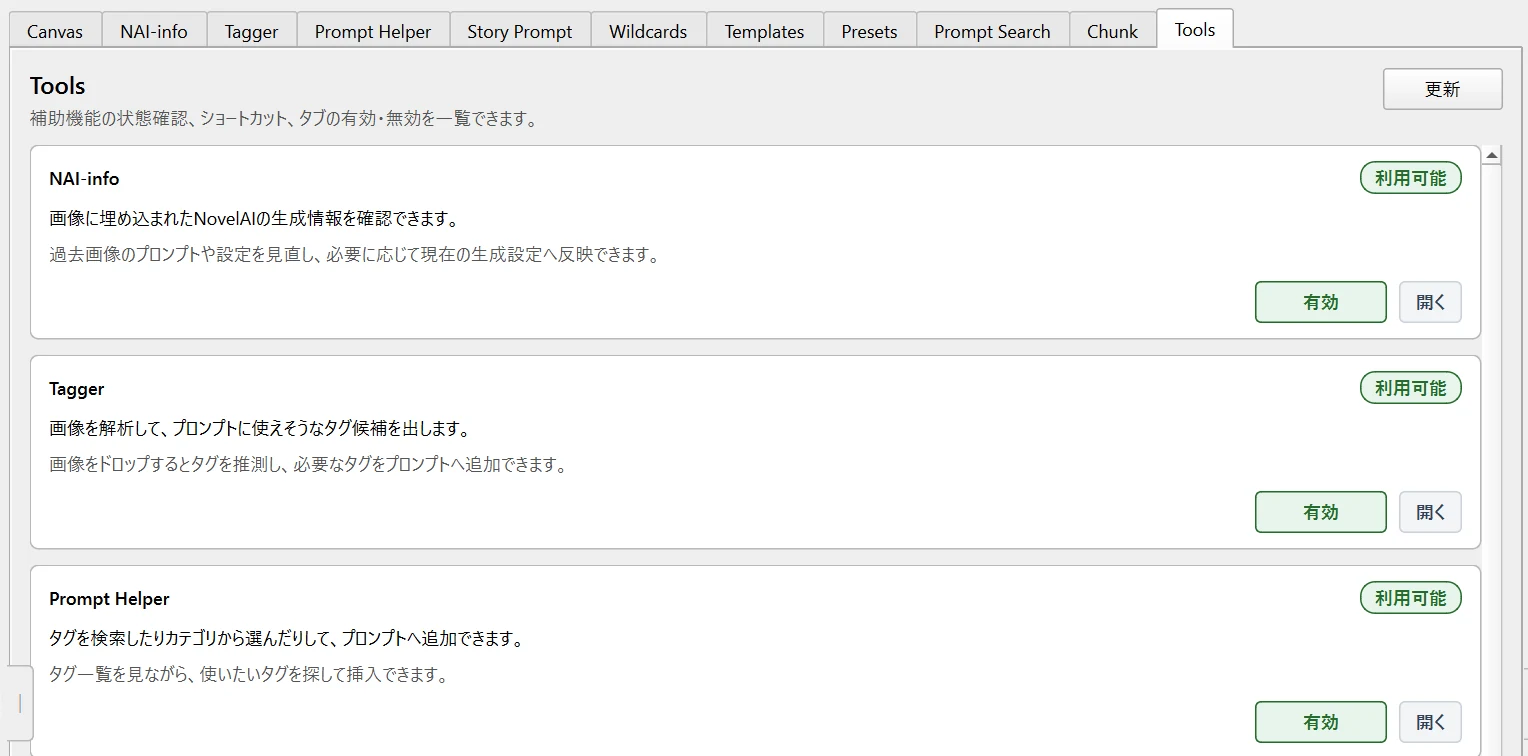 Canvas NAI-info Tagger Prompt Helper Story Prompt Wildcards Templates Presets Prompt Search Chunk Tools
Tools
更新
補助機能の状態確認、ショートカット、タブの有効・無効を一覧できます。
NAI-info
利用可能
画像に埋め込まれたNovelAIの生成情報を確認できます。
過去画像のプロンプトや設定を見直し、必要に応じて現在の生成設定へ反映できます。
有効 開く
Tagger
利用可能
画像を解析して、プロンプトに使えそうなタグ候補を出します。
画像をドロップするとタグを推測し、必要なタグをプロンプトへ追加できます。
有効 開く
Prompt Helper
利用可能
タグを検索したりカテゴリから選んだりして、プロンプトへ追加できます。
タグ一覧を見ながら、使いたいタグを探して挿入できます。
有効 開く